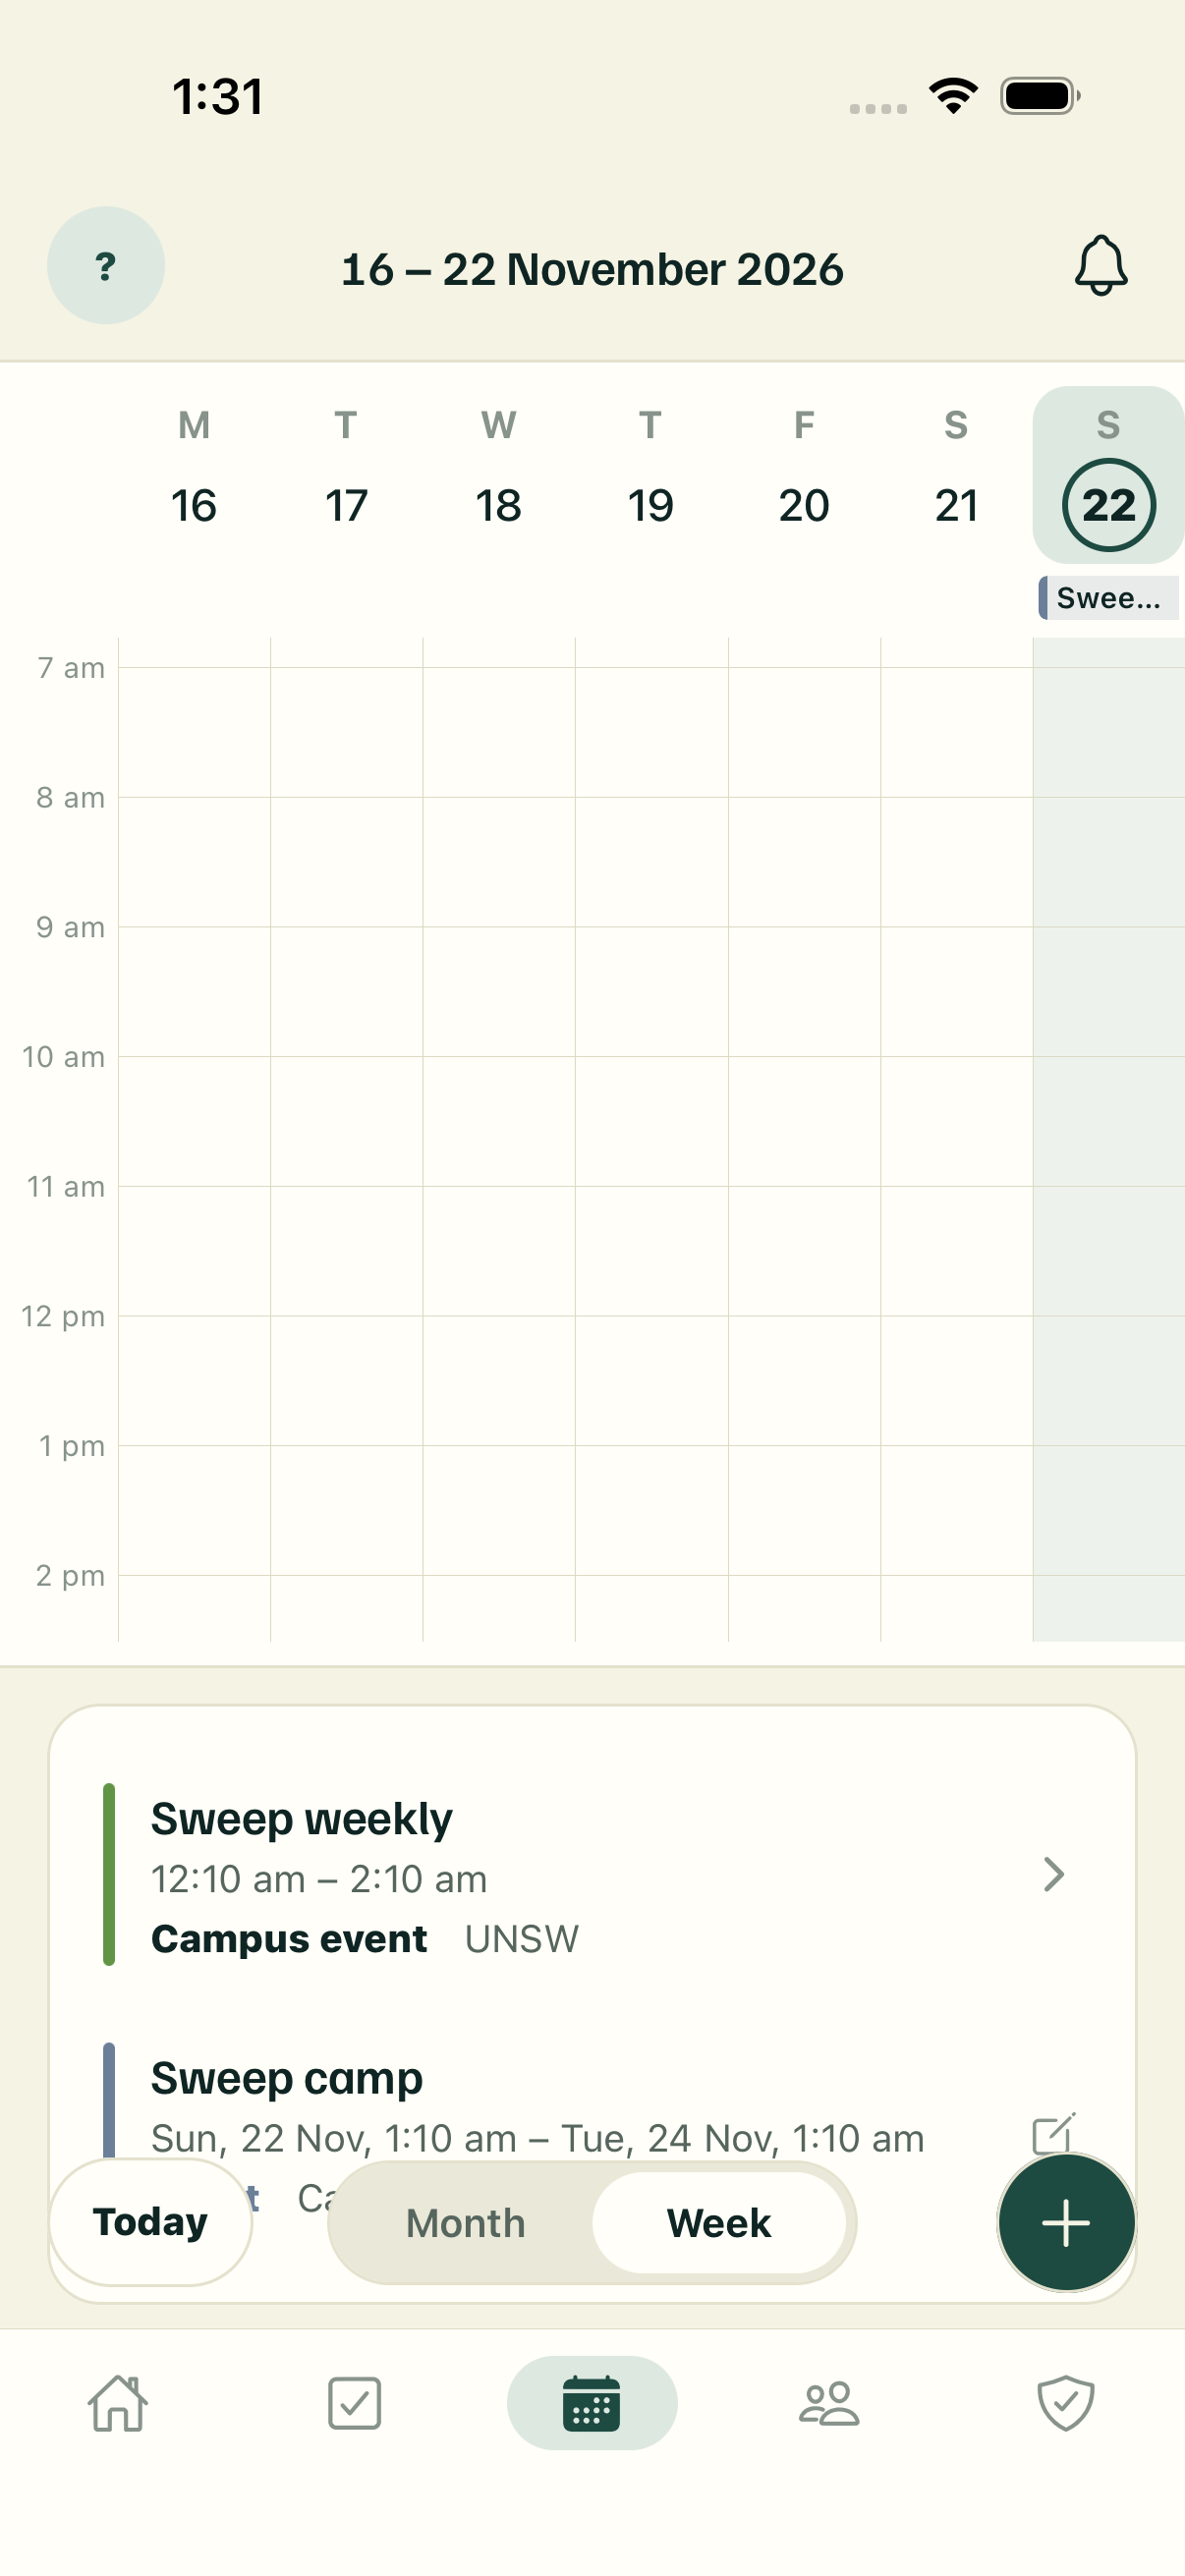 1:31
?
16 – 22 November 2026
M T W T F S S
16 17 18 19 20 21 22
Swee...
7 am
8 am
9 am
10 am
11 am
12 pm
1 pm
2 pm
Sweep weekly
12:10 am – 2:10 am
Campus event UNSW
Sweep camp
Sun, 22 Nov, 1:10 am – Tue, 24 Nov, 1:10 am
Today Month Week